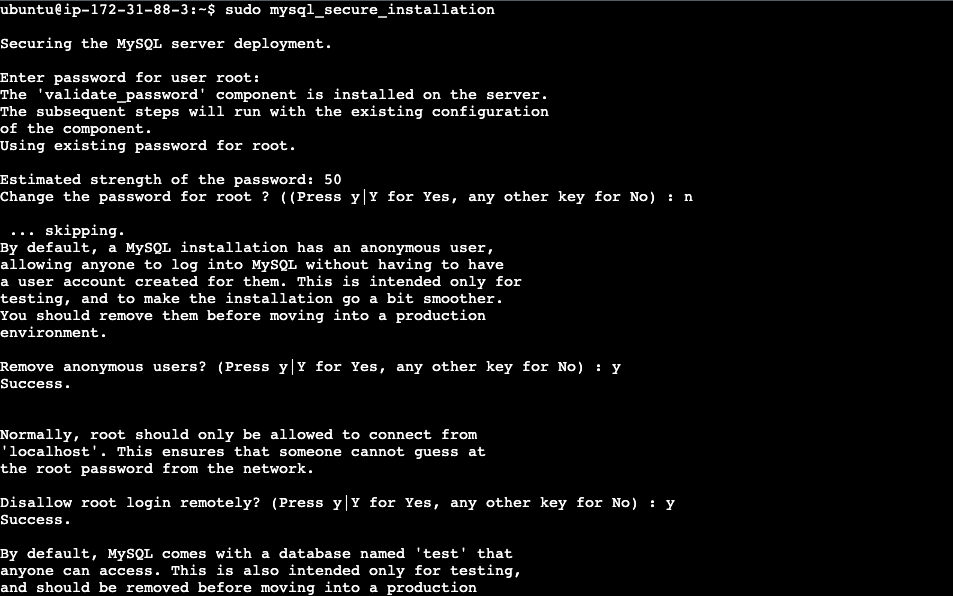 ubuntu@ip-172-31-88-3:~$ sudo mysql_secure_installation
Securing the MySQL server deployment.
Enter password for user root:
The 'validate_password' component is installed on the server.
The subsequent steps will run with the existing configuration
of the component.
Using existing password for root.
Estimated strength of the password: 50
Change the password for root ? ((Press y|Y for Yes, any other key for No) : n
... skipping.
By default, a MySQL installation has an anonymous user,
allowing anyone to log into MySQL without having to have
a user account created for them. This is intended only for
testing, and to make the installation go a bit smoother.
You should remove them before moving into a production
environment.
Remove anonymous users? (Press y|Y for Yes, any other key for No) : y
Success.
Normally, root should only be allowed to connect from
'localhost'. This ensures that someone cannot guess at
the root password from the network.
Disallow root login remotely? (Press y|Y for Yes, any other key for No) : y
Success.
By default, MySQL comes with a database named 'test' that
anyone can access. This is also intended only for testing,
and should be removed before moving into a production